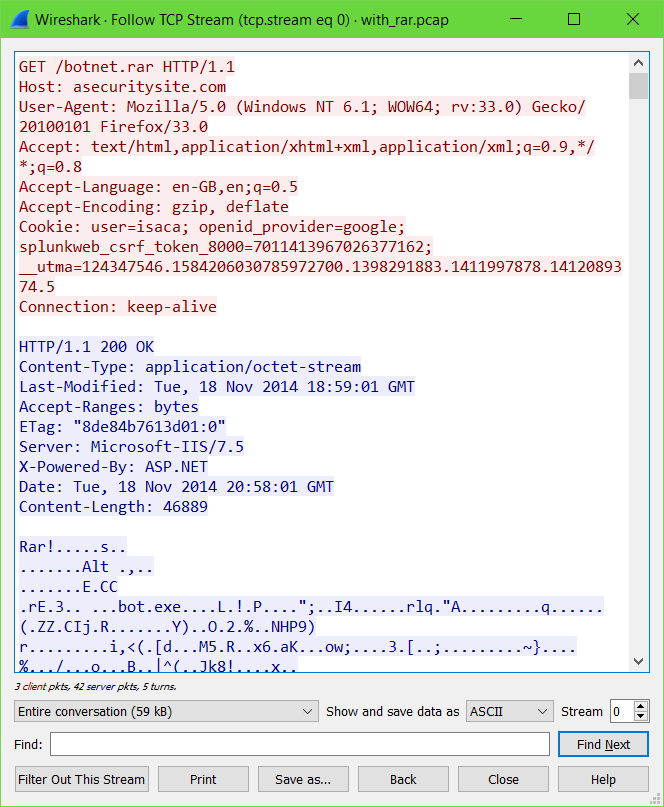 Wireshark · Follow TCP Stream (tcp.stream eq 0) · with_rar.pcap
GET /botnet.rar HTTP/1.1
Host: asecuritysite.com
User-Agent: Mozilla/5.0 (Windows NT 6.1; WOW64; rv:33.0) Gecko/
20100101 Firefox/33.0
Accept: text/html,application/xhtml+xml,application/xml;q=0.9,*/
*;q=0.8
Accept-Language: en-GB,en;q=0.5
Accept-Encoding: gzip, deflate
Cookie: user=isaca; openid_provider=google;
splunkweb_csrf_token_8000=7011413967026377162;
__utma=124347546.1584206030785972700.1398291883.1411997878.14120893
74.5
Connection: keep-alive
HTTP/1.1 200 OK
Content-Type: application/octet-stream
Last-Modified: Tue, 18 Nov 2014 18:59:01 GMT
Accept-Ranges: bytes
ETag: "8de84b7613d01:0"
Server: Microsoft-IIS/7.5
X-Powered-By: ASP.NET
Date: Tue, 18 Nov 2014 20:58:01 GMT
Content-Length: 46889
Rar!.....s..
.......Alt .,..
.......E.CC
.rE.3.. ...bot.exe....L.!.P....";..I4......rlq."A.........q......
(.ZZ.CIj.R.......Y)..O.2.%..NHP9)
r.........i,<(.[d...M5.R..x6.aK...ow;....3.[..;.........~}....
%.../...o...B..|^(..Jk8!....x..
3 client pkts, 42 server pkts, 5 turns.
Entire conversation (59 kB) Show and save data as ASCII Stream 0
Find: Find Next
Filter Out This Stream Print Save as... Back Close Help